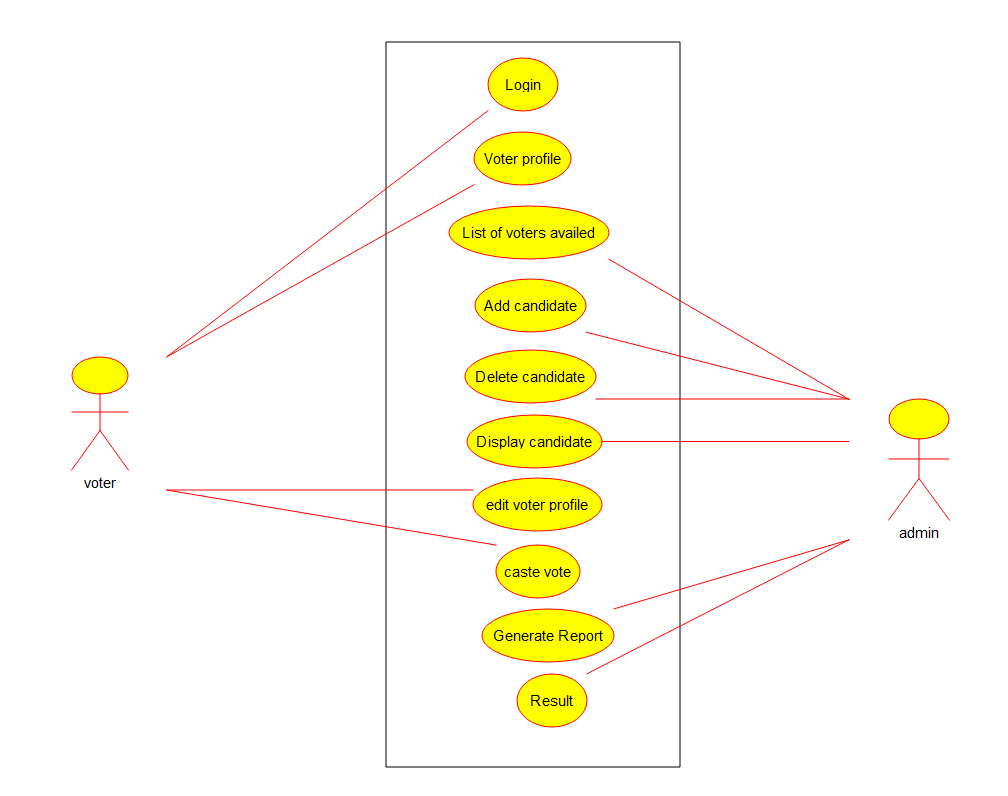 Login
Voter profile
List of voters availed
Add candidate
Delete candidate
Display candidate
edit voter profile
caste vote
Generate Report
Result
voter
admin